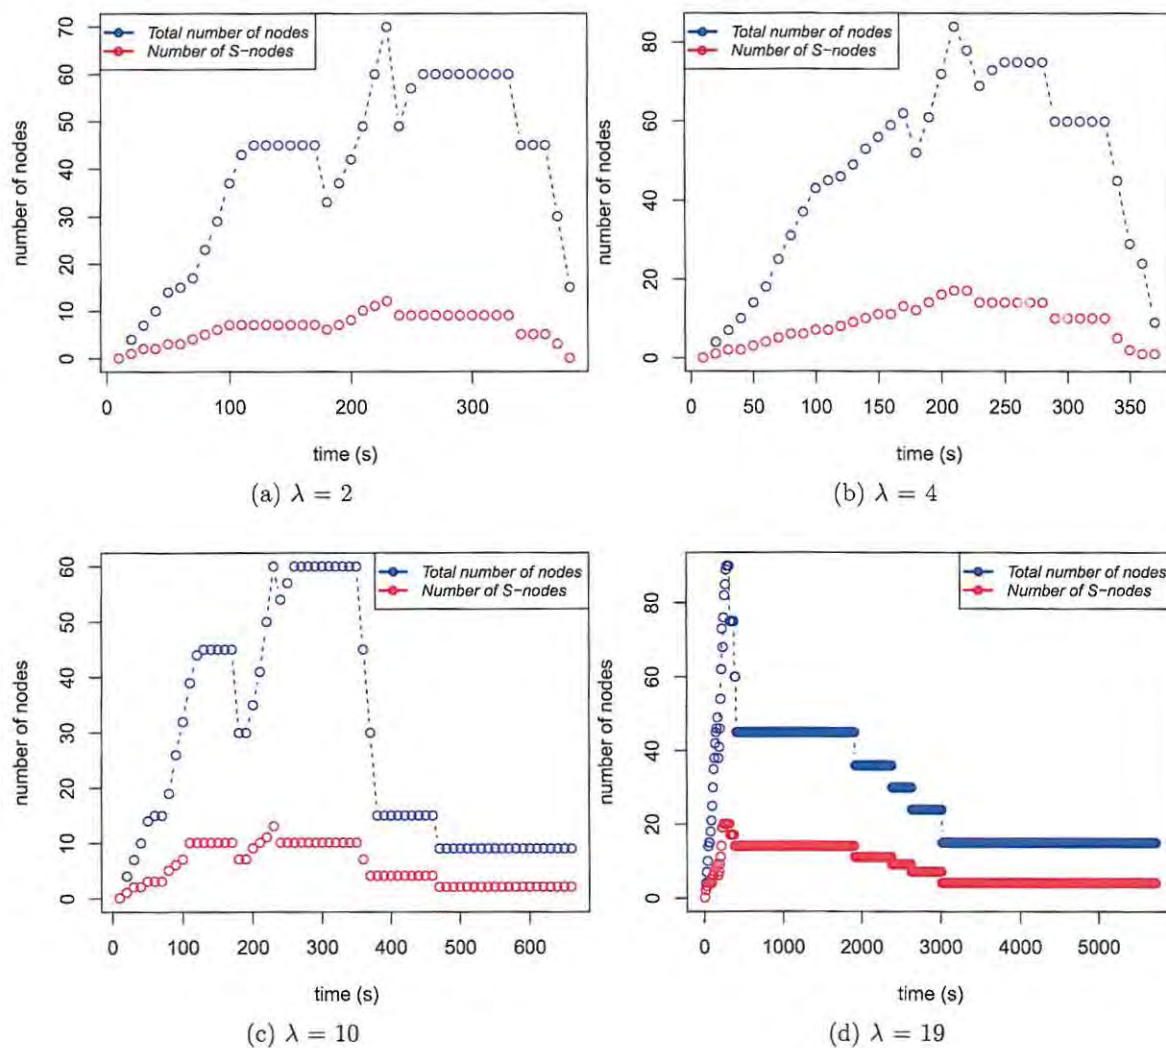 Total number of nodes
Number of S-nodes
number of nodes
0 10 20 30 40 50 60 70
0 100 200 300
time (s)
(a) λ = 2
Total number of nodes
Number of S-nodes
number of nodes
0 20 40 60 80
0 50 100 150 200 250 300 350
time (s)
(b) λ = 4
Total number of nodes
Number of S-nodes
number of nodes
0 10 20 30 40 50 60
0 100 200 300 400 500 600
time (s)
(c) λ = 10
Total number of nodes
Number of S-nodes
number of nodes
0 20 40 60 80
0 1000 2000 3000 4000 5000
time (s)
(d) λ = 19